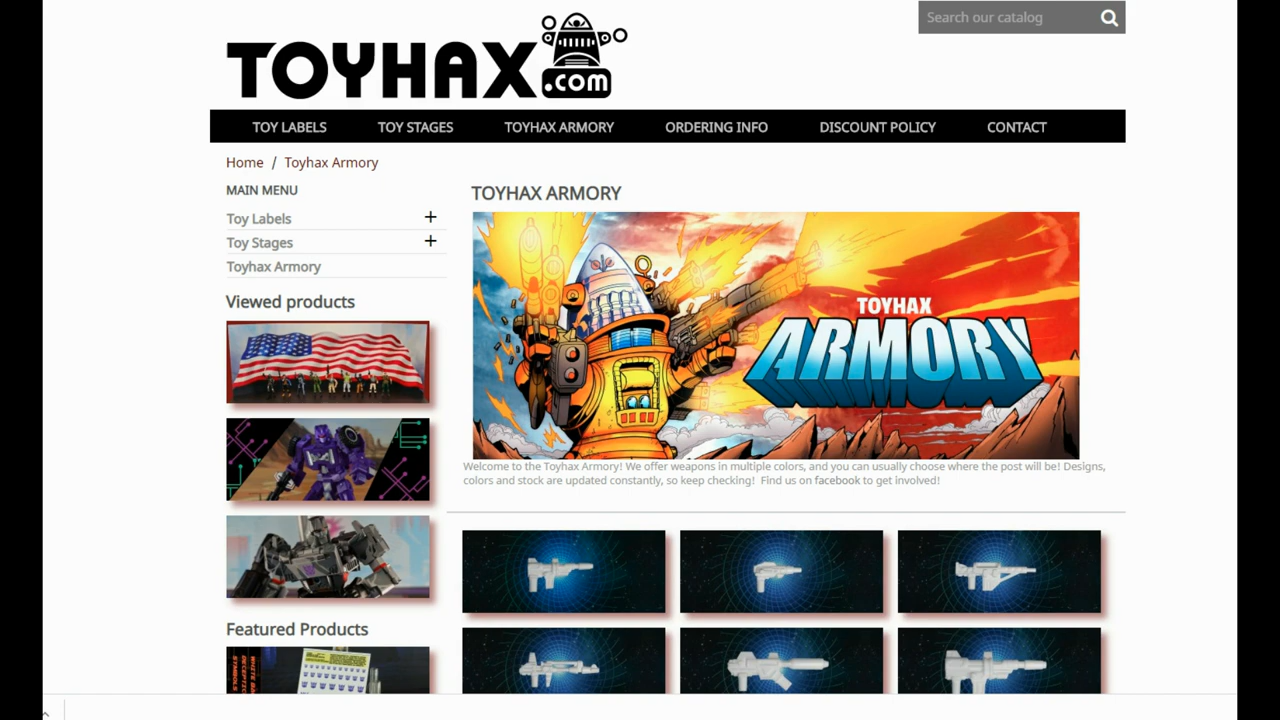 Search our catalog
TOYHAX.com
TOY LABELS
TOY STAGES
TOYHAX ARMORY
ORDERING INFO
DISCOUNT POLICY
CONTACT
Home / Toyhax Armory
MAIN MENU
Toy Labels +
Toy Stages +
Toyhax Armory
Viewed products
Featured Products
TOYHAX ARMORY
TOYHAX
ARMORY
Welcome to the Toyhax Armory! We offer weapons in multiple colors, and you can usually choose where the post will be! Designs,
colors and stock are updated constantly, so keep checking! Find us on facebook to get involved!